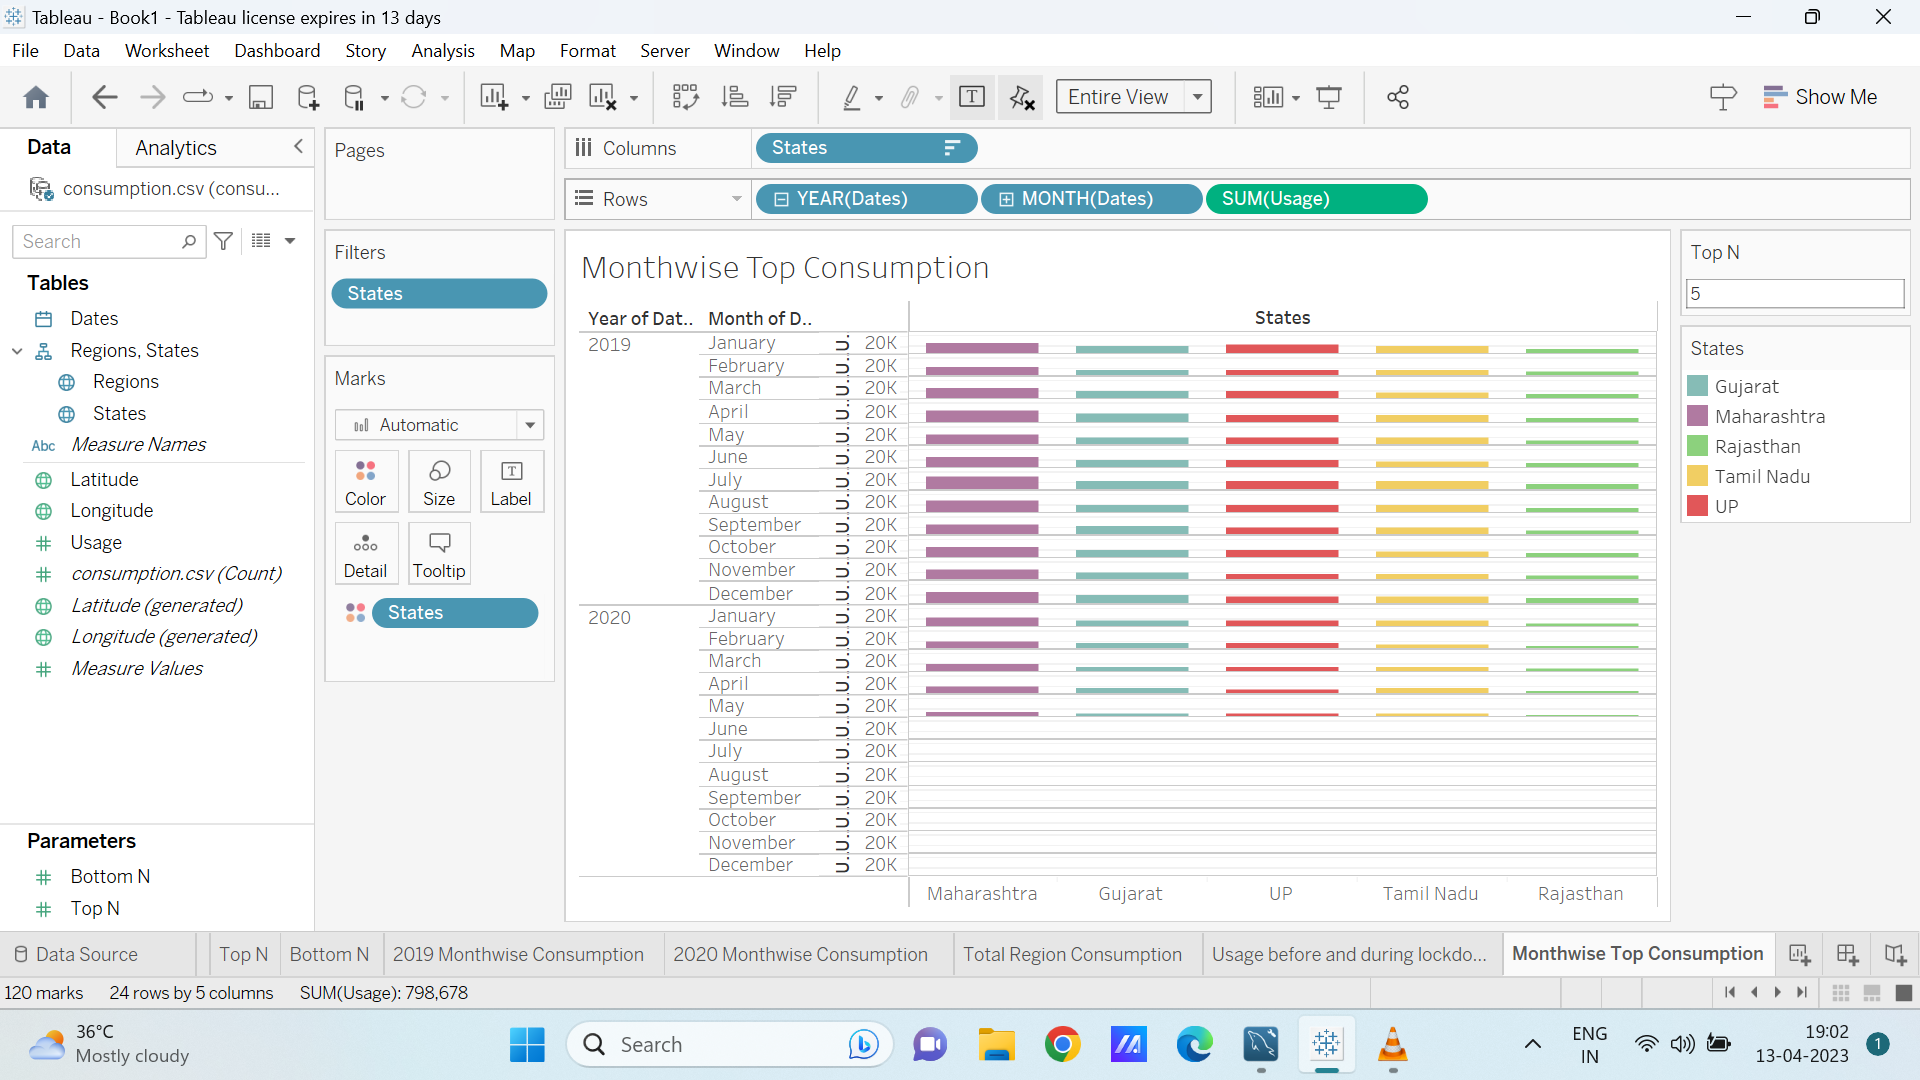 Tableau - Book1 - Tableau license expires in 13 days
File Data Worksheet Dashboard Story Analysis Map Format Server Window Help
Entire View
Show Me
Data Analytics
consumption.csv (consu...
Search
Tables
Dates
Regions, States
Regions
States
Abc Measure Names
Latitude
Longitude
Usage
consumption.csv (Count)
Latitude (generated)
Longitude (generated)
Measure Values
Parameters
Bottom N
Top N
Pages
Filters
States
Marks
Automatic
Color Size Label
Detail Tooltip
States
Columns States
Rows YEAR(Dates) MONTH(Dates) SUM(Usage)
Monthwise Top Consumption
Year of Dat.. Month of D.. States
2019 January U.. 20K
February U.. 20K
March U.. 20K
April U.. 20K
May U.. 20K
June U.. 20K
July U.. 20K
August U.. 20K
September U.. 20K
October U.. 20K
November U.. 20K
December U.. 20K
2020 January U.. 20K
February U.. 20K
March U.. 20K
April U.. 20K
May U.. 20K
June U.. 20K
July U.. 20K
August U.. 20K
September U.. 20K
October U.. 20K
November U.. 20K
December U.. 20K
Maharashtra Gujarat UP Tamil Nadu Rajasthan
Top N
5
States
Gujarat
Maharashtra
Rajasthan
Tamil Nadu
UP
Data Source Top N Bottom N 2019 Monthwise Consumption 2020 Monthwise Consumption Total Region Consumption Usage before and during lockdo... Monthwise Top Consumption
120 marks 24 rows by 5 columns SUM(Usage): 798,678
36°C
Mostly cloudy
Search
ENG
IN
19:02
13-04-2023
1